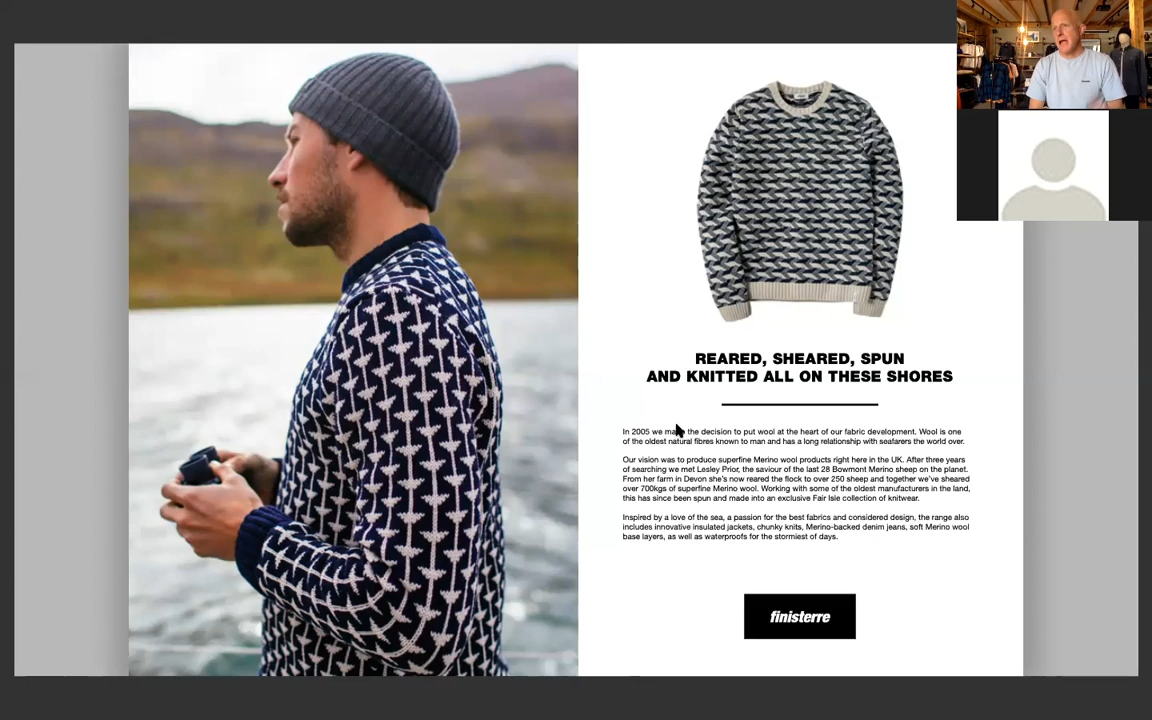 REARED, SHEARED, SPUN
AND KNITTED ALL ON THESE SHORES
In 2005 we made the decision to put wool at the heart of our fabric development. Wool is one
of the oldest natural fibres known to man and has a long relationship with seafarers the world over.
Our vision was to produce superfine Merino wool products right here in the UK. After three years
of searching we met Lesley Prior, the saviour of the last 28 Bowmont Merino sheep on the planet.
From her farm in Devon she's now reared the flock to over 250 sheep and together we've sheared
over 700kgs of superfine Merino wool. Working with some of the oldest manufacturers in the land,
this has since been spun and made into an exclusive Fair Isle collection of knitwear.
Inspired by a love of the sea, a passion for the best fabrics and considered design, the range also
includes innovative insulated jackets, chunky knits, Merino-backed denim jeans, soft Merino wool
base layers, as well as waterproofs for the stormiest of days.
finisterre